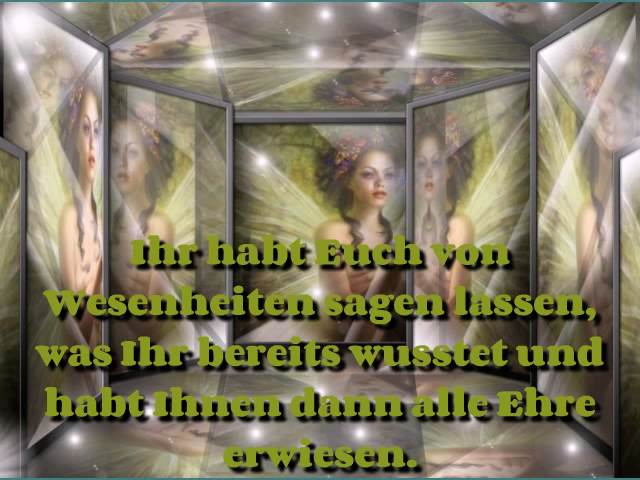 Ihr habt Euch von
Wesenheiten sagen lassen,
was Ihr bereits wusstet und
habt Ihnen dann alle Ehre
erwiesen.